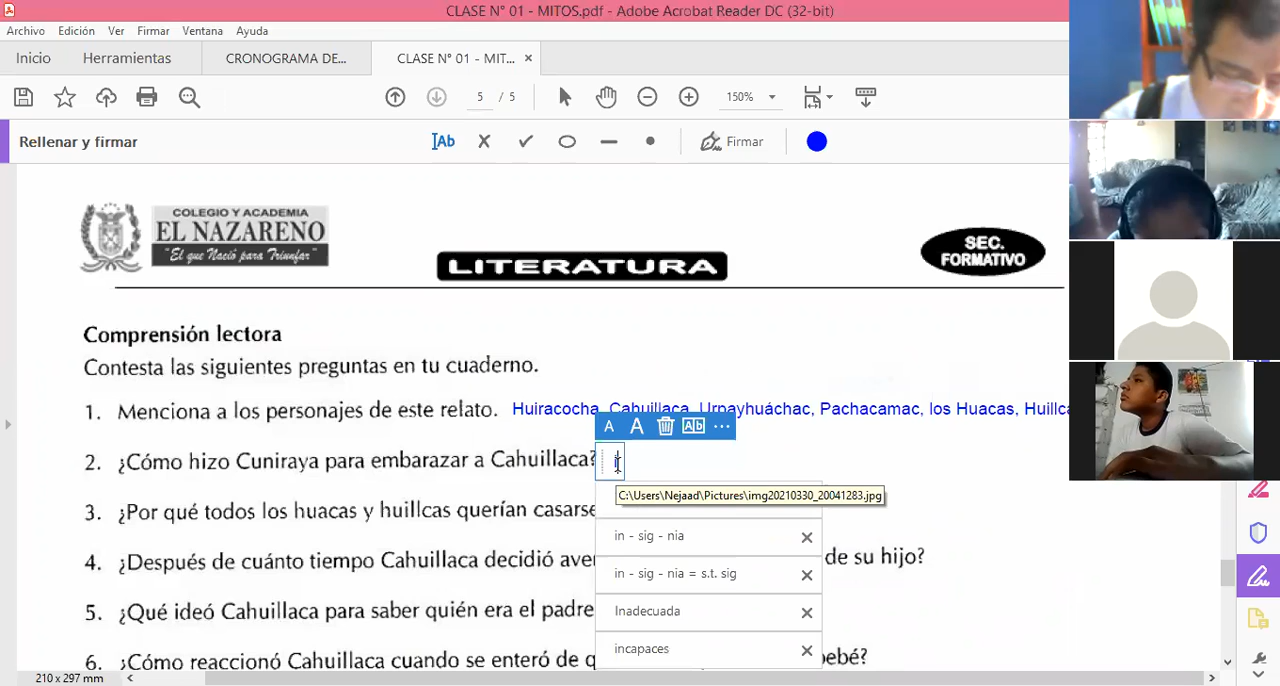 CLASE N° 01 - MITOS.pdf - Adobe Acrobat Reader DC (32-bit)
Archivo Edición Ver Firmar Ventana Ayuda
Inicio Herramientas CRONOGRAMA DE... CLASE N° 01 - MIT... ×
5 / 5 150%
Rellenar y firmar Ab Firmar
COLEGIO Y ACADEMIA
EL NAZARENO
"El que Nació para Triunfar"
LITERATURA
SEC.
FORMATIVO
Comprensión lectora
Contesta las siguientes preguntas en tu cuaderno.
1. Menciona a los personajes de este relato. Huiracocha, Cahuillaca, Urpayhuáchac, Pachacamac, los Huacas, Huillca
A A Ab ...
2. ¿Cómo hizo Cuniraya para embarazar a Cahuillaca?
C:\Users\Nejaad\Pictures\img20210330_20041283.jpg
3. ¿Por qué todos los huacas y huillcas querían casarse
in - sig - nia
4. ¿Después de cuánto tiempo Cahuillaca decidió ave de su hijo?
in - sig - nia = s.t. sig
5. ¿Qué ideó Cahuillaca para saber quién era el padre
Inadecuada
6. ¿Cómo reaccionó Cahuillaca cuando se enteró de q bebé?
incapaces
210 x 297 mm